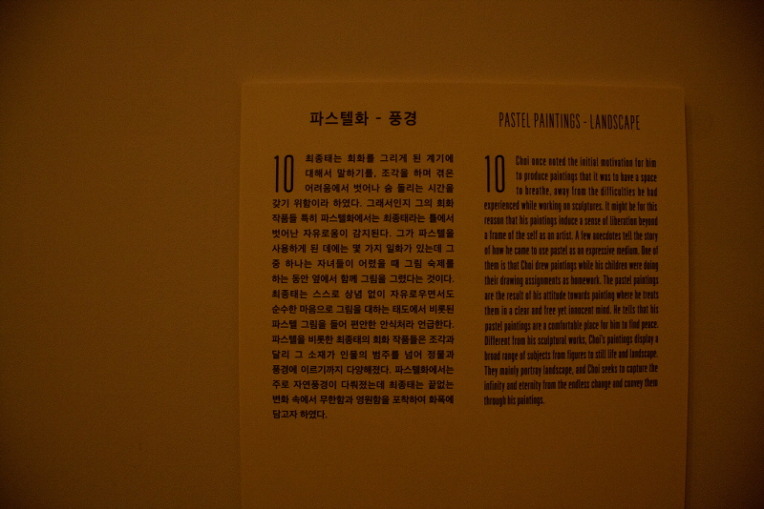 파스텔화 - 풍경
10
최종태는 회화를 그리게 된 계기에
대해서 말하기를, 조각을 하며 겪은
어려움에서 벗어나 숨 돌리는 시간을
갖기 위함이라 하였다. 그래서인지 그의 회화
작품들 특히 파스텔화에서는 최종태라는 틀에서
벗어난 자유로움이 감지된다. 그가 파스텔을
사용하게 된 데에는 몇 가지 일화가 있는데 그
중 하나는 자녀들이 어렸을 때 그림 숙제를
하는 동안 옆에서 함께 그림을 그렸다는 것이다.
최종태는 스스로 상념 없이 자유로우면서도
순수한 마음으로 그림을 대하는 태도에서 비롯된
파스텔 그림을 들어 편안한 안식처라 언급한다.
파스텔을 비롯한 최종태의 회화 작품들은 조각과
달리 그 소재가 인물의 범주를 넘어 정물과
풍경에 이르기까지 다양해졌다. 파스텔화에서는
주로 자연풍경이 다뤄졌는데 최종태는 끝없는
변화 속에서 무한함과 영원함을 포착하여 화폭에
담고자 하였다.
PASTEL PAINTINGS - LANDSCAPE
10
Choi once noted the initial motivation for him
to produce paintings that it was to have a space
to breathe, away from the difficulties he had
experienced while working on sculptures. It might be for this
reason that his paintings induce a sense of liberation beyond
a frame of the self as an artist. A few anecdotes tell the story
of how he came to use pastel as an expressive medium. One of
them is that Choi drew paintings while his children were doing
their drawing assignments as homework. The pastel paintings
are the result of his attitude towards painting where he treats
them in a clear and free yet innocent mind. He tells that his
pastel paintings are a comfortable place for him to find peace.
Different from his sculptural works, Choi's paintings display a
broad range of subjects from figures to still life and landscape.
They mainly portray landscape, and Choi seeks to capture the
infinity and eternity from the endless change and convey them
through his paintings.